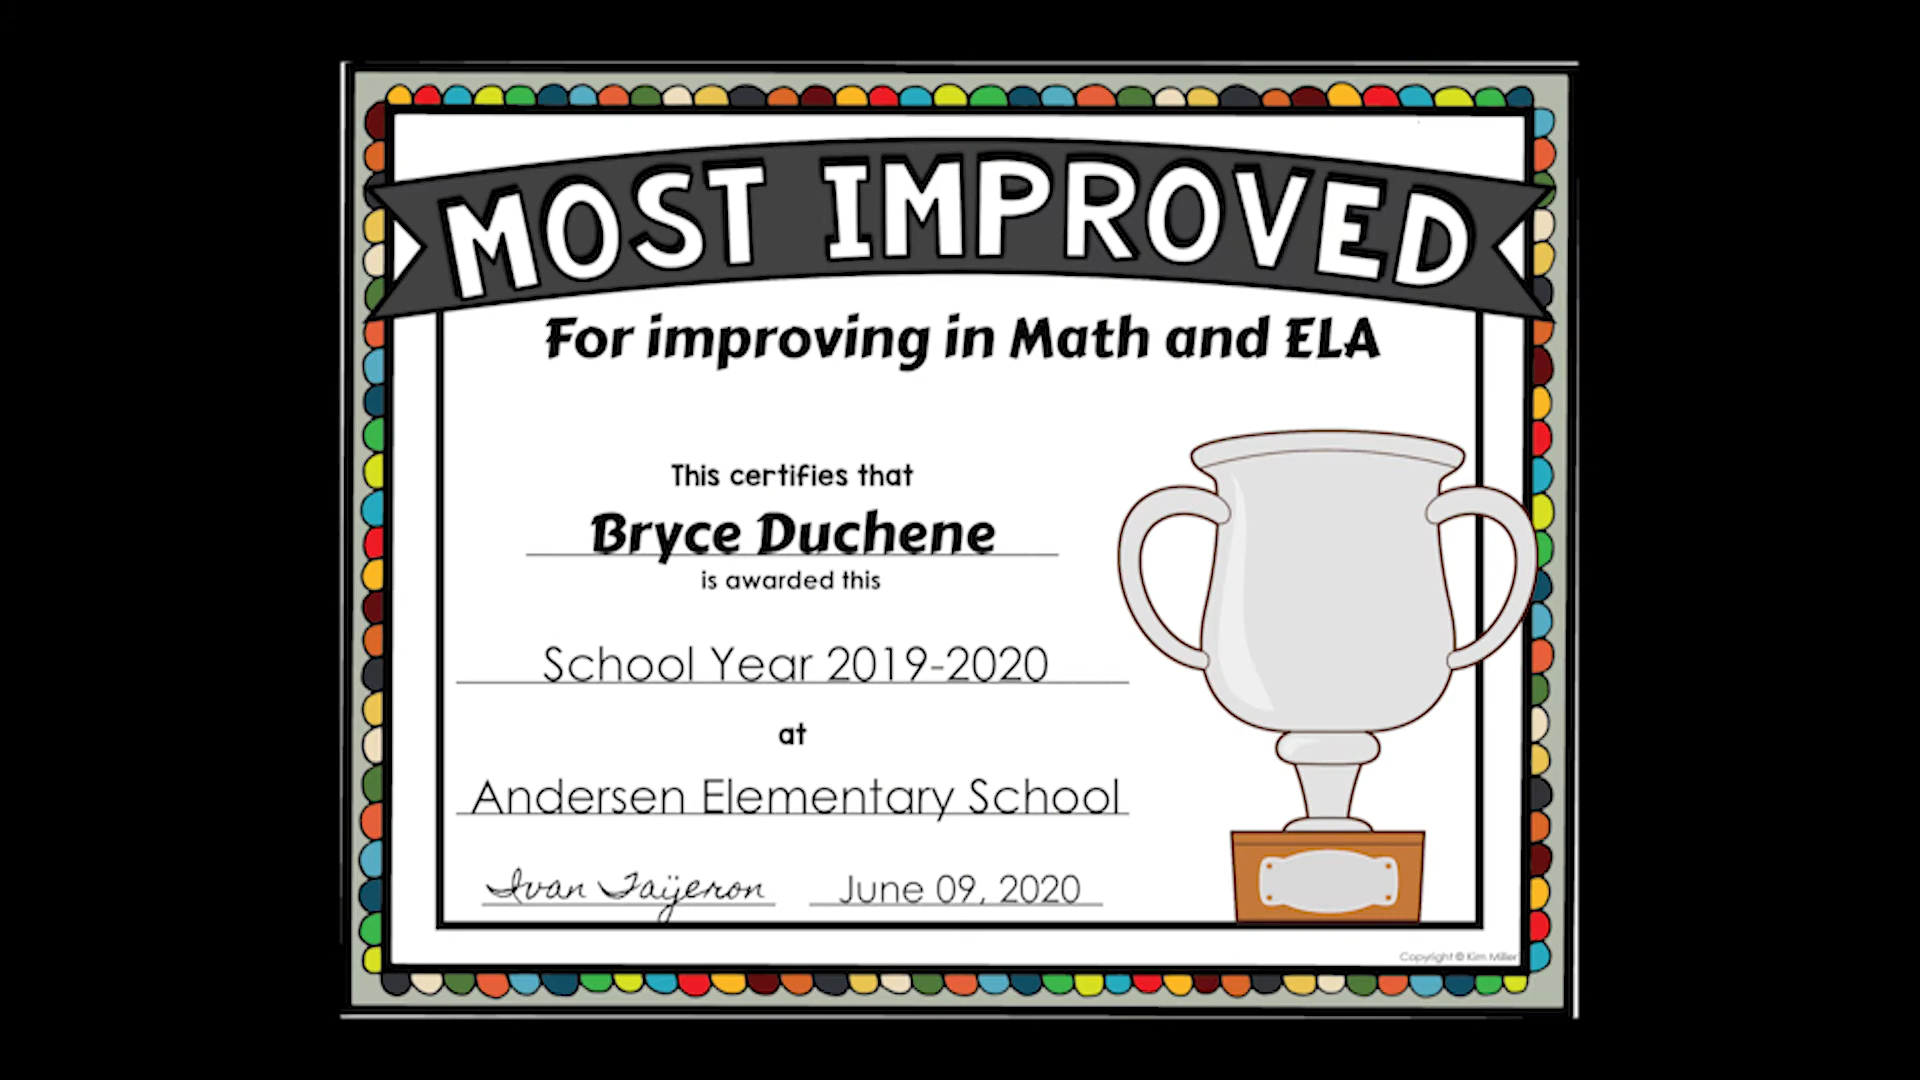 MOST IMPROVED
For improving in Math and ELA
This certifies that
Bryce Duchene
is awarded this
School Year 2019-2020
at
Andersen Elementary School
Ivan Taijeron June 09, 2020
Copyright © Kim Miller